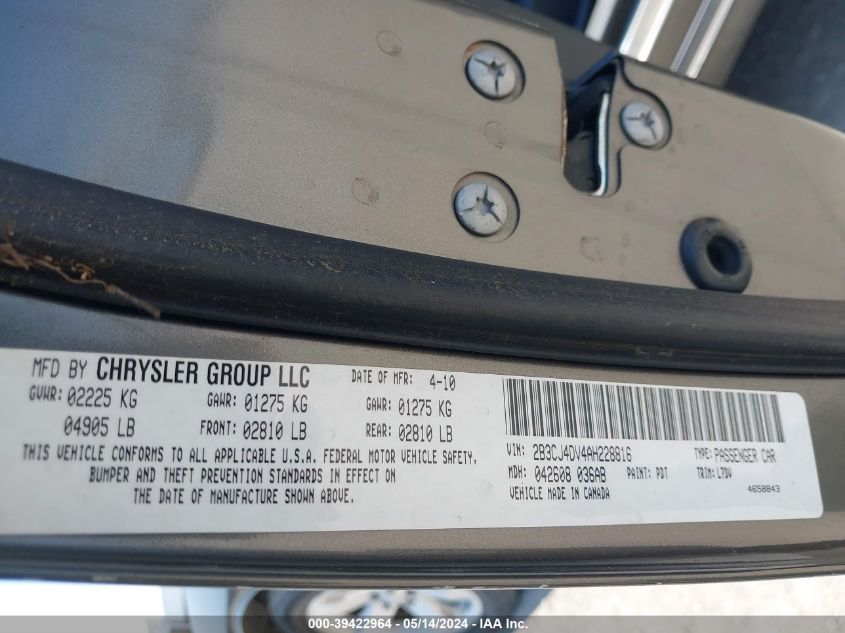 MFD BY CHRYSLER GROUP LLC
DATE OF MFR: 4-10
GVWR: 02225 KG GAWR: 01275 KG GAWR: 01275 KG
04905 LB FRONT: 02810 LB REAR: 02810 LB
THIS VEHICLE CONFORMS TO ALL APPLICABLE U.S.A. FEDERAL MOTOR VEHICLE SAFETY,
BUMPER AND THEFT PREVENTION STANDARDS IN EFFECT ON
THE DATE OF MANUFACTURE SHOWN ABOVE.
VIN: 2B3CJ4DV4AH228816 TYPE: PASSENGER CAR
MDH: 042608 036AB PAINT: PDT TRIM: L7DV
VEHICLE MADE IN CANADA 4658843
000-39422964 / 05/14/2024 / IAA Inc.